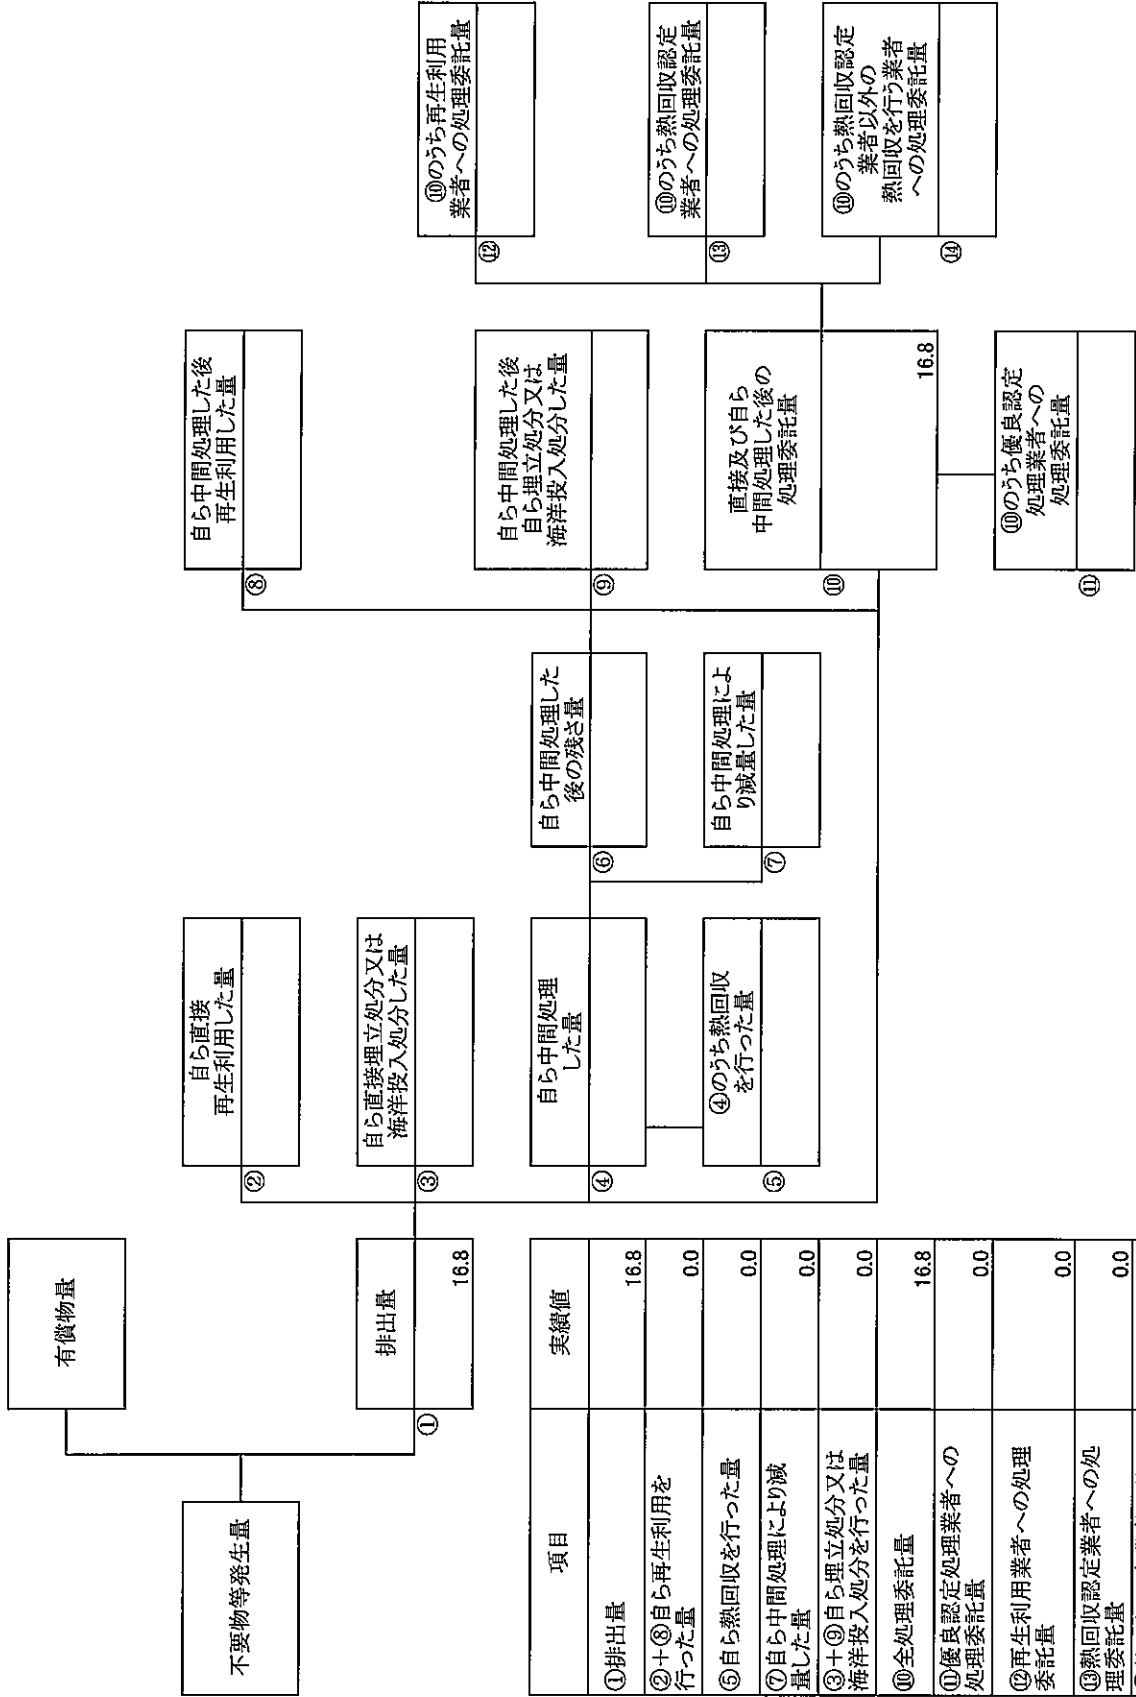 不要物等発生量
有償物量
①
排出量
16.8
②
自ら直接
再生利用した量
③
自ら直接埋立処分又は
海洋投入処分した量
④
自ら中間処理
した量
⑤
④のうち熱回収
を行った量
⑥
自ら中間処理した
後の残さ量
⑦
自ら中間処理によ
り減量した量
⑧
自ら中間処理した後
再生利用した量
⑨
自ら中間処理した後
自ら埋立処分又は
海洋投入処分した量
⑩
直接及び自ら
中間処理した後の
処理委託量
16.8
⑪
⑩のうち優良認定
処理業者への
処理委託量
⑫
⑩のうち再生利用
業者への処理委託量
⑬
⑩のうち熱回収認定
業者への処理委託量
⑭
⑩のうち熱回収認定
業者以外の
熱回収を行う業者
への処理委託量
項目 実績値
①排出量 16.8
②+⑧自ら再生利用を
行った量 0.0
⑤自ら熱回収を行った量 0.0
⑦自ら中間処理により減
量した量 0.0
③+⑨自ら埋立処分又は
海洋投入処分を行った量 0.0
⑩全処理委託量 16.8
⑪優良認定処理業者への
処理委託量 0.0
⑫再生利用業者への処理
委託量 0.0
⑬熱回収認定業者への処
理委託量 0.0